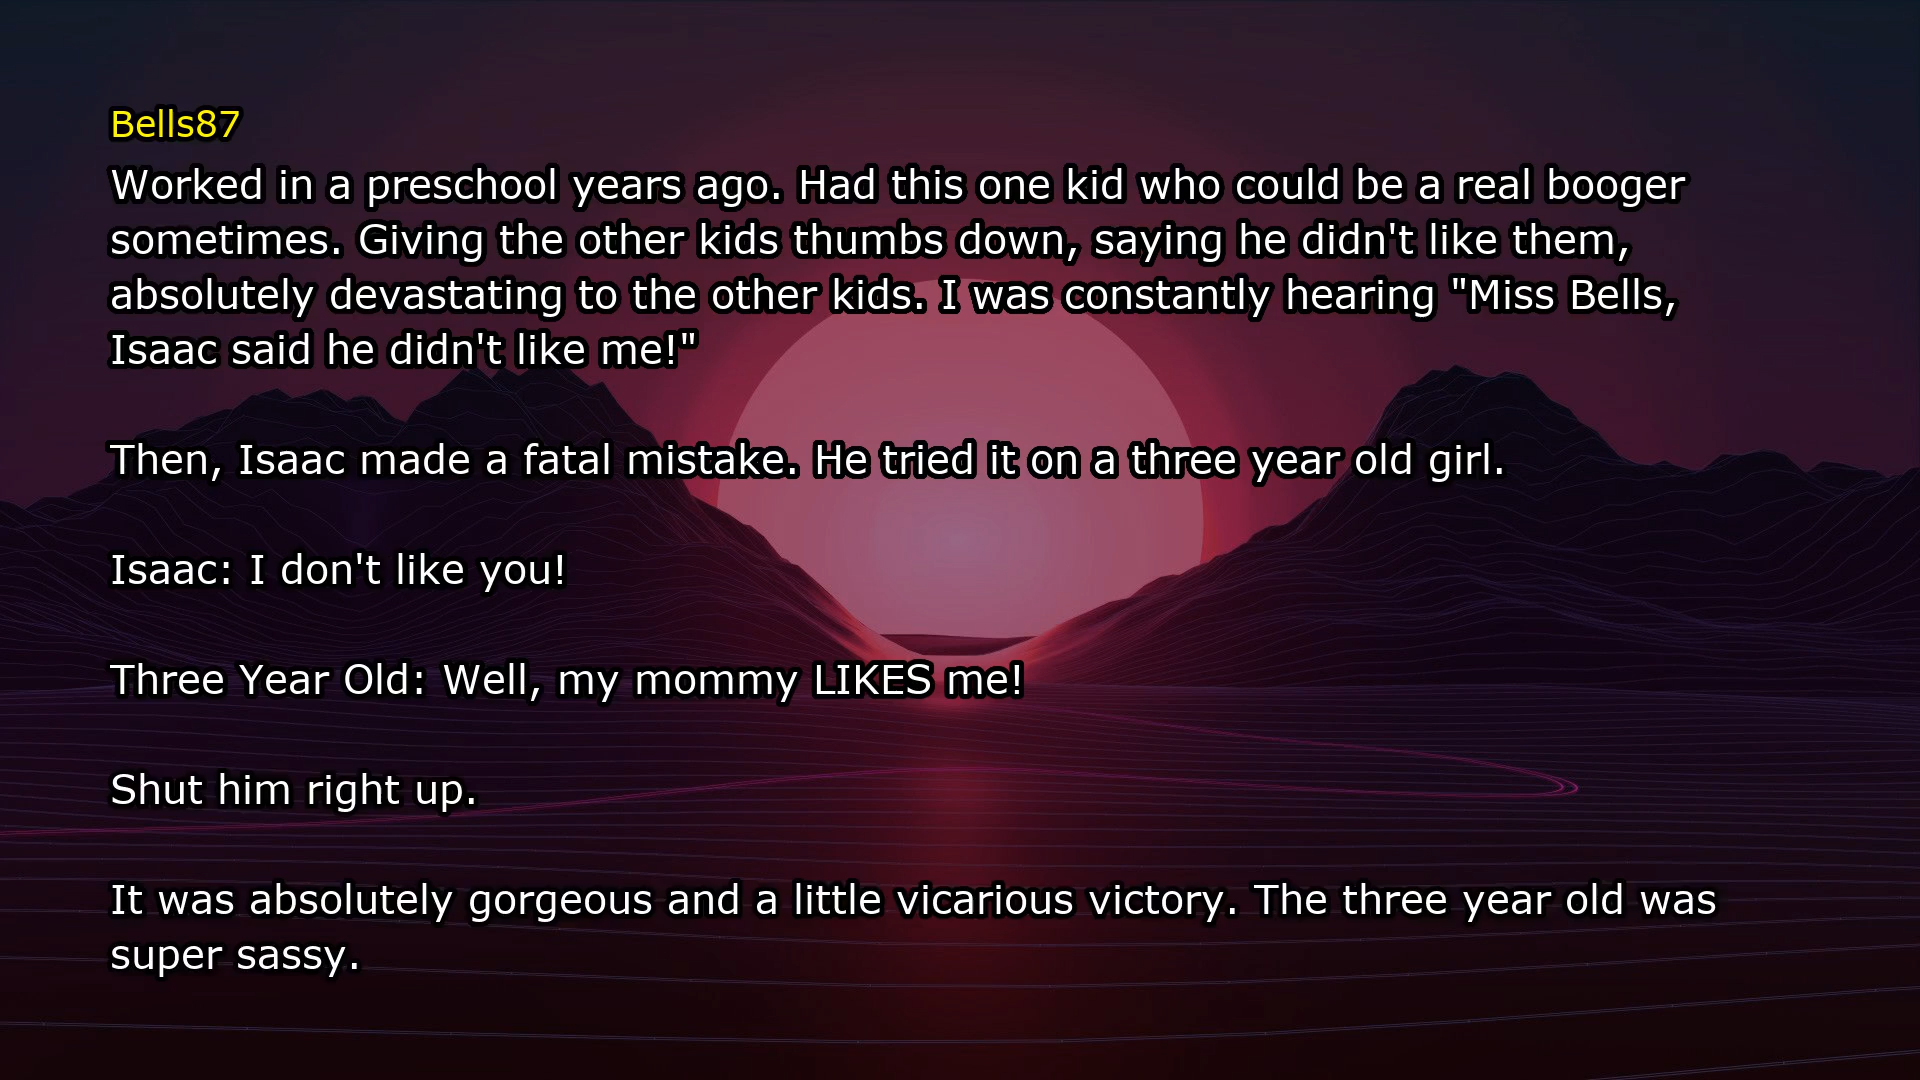 Bells87
Worked in a preschool years ago. Had this one kid who could be a real booger
sometimes. Giving the other kids thumbs down, saying he didn't like them,
absolutely devastating to the other kids. I was constantly hearing "Miss Bells,
Isaac said he didn't like me!"
Then, Isaac made a fatal mistake. He tried it on a three year old girl.
Isaac: I don't like you!
Three Year Old: Well, my mommy LIKES me!
Shut him right up.
It was absolutely gorgeous and a little vicarious victory. The three year old was
super sassy.